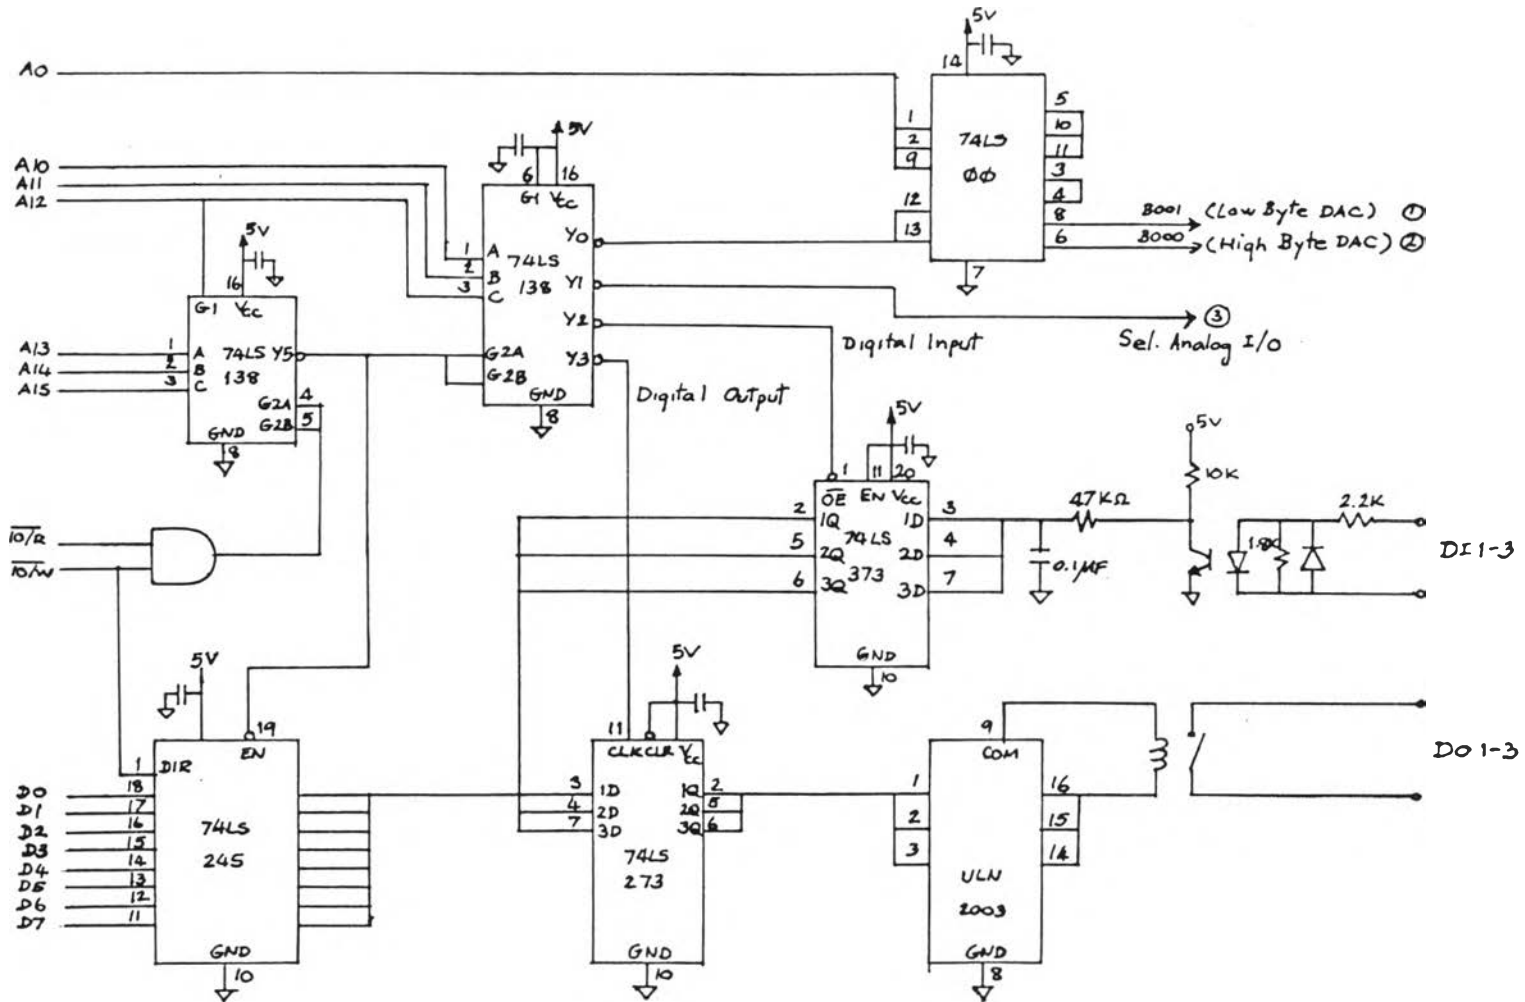 5V
14
A0
1
2
9
12
13
74LS
00
5
10
11
3
4
8
6
7
B001 (Low Byte DAC) ①
B000 (High Byte DAC) ②
③
Sel. Analog I/O
A10
A11
A12
5V
6
16
G1 Vcc
1
2
3
A
B
C
74LS
138
Y0
Y1
Y2
Y3
G2A
G2B
GND
8
Digital Input
Digital Output
5V
16
G1 Vcc
A13
A14
A15
1
2
3
A
B
C
74LS
138
Y5
G2A
G2B
4
5
GND
8
IO/R
IO/W
5V
1
11
20
OE EN Vcc
2
5
6
1Q
2Q
3Q
74LS
373
1D
2D
3D
3
4
7
GND
10
47KΩ
0.1µF
5V
10K
1.8K
2.2K
DI 1-3
5V
19
EN
1
DIR
D0 18
D1 17
D2 16
D3 15
D4 14
D5 13
D6 12
D7 11
74LS
245
GND
10
5V
11
CLK CLR Vcc
3
4
7
1D
2D
3D
1Q
2Q
3Q
2
5
6
74LS
273
GND
10
9
COM
1
2
3
16
15
14
ULN
2003
GND
8
DO 1-3